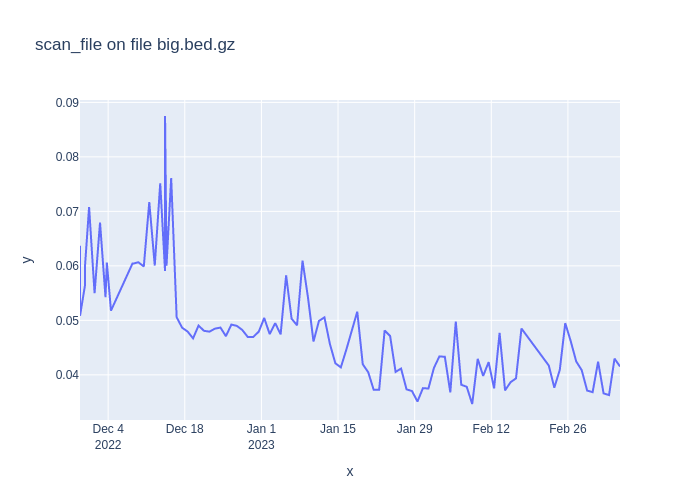 scan_file on file big.bed.gz
0.09
0.08
0.07
0.06
0.05
0.04
y
Dec 4
2022
Dec 18
Jan 1
2023
Jan 15
Jan 29
Feb 12
Feb 26
x